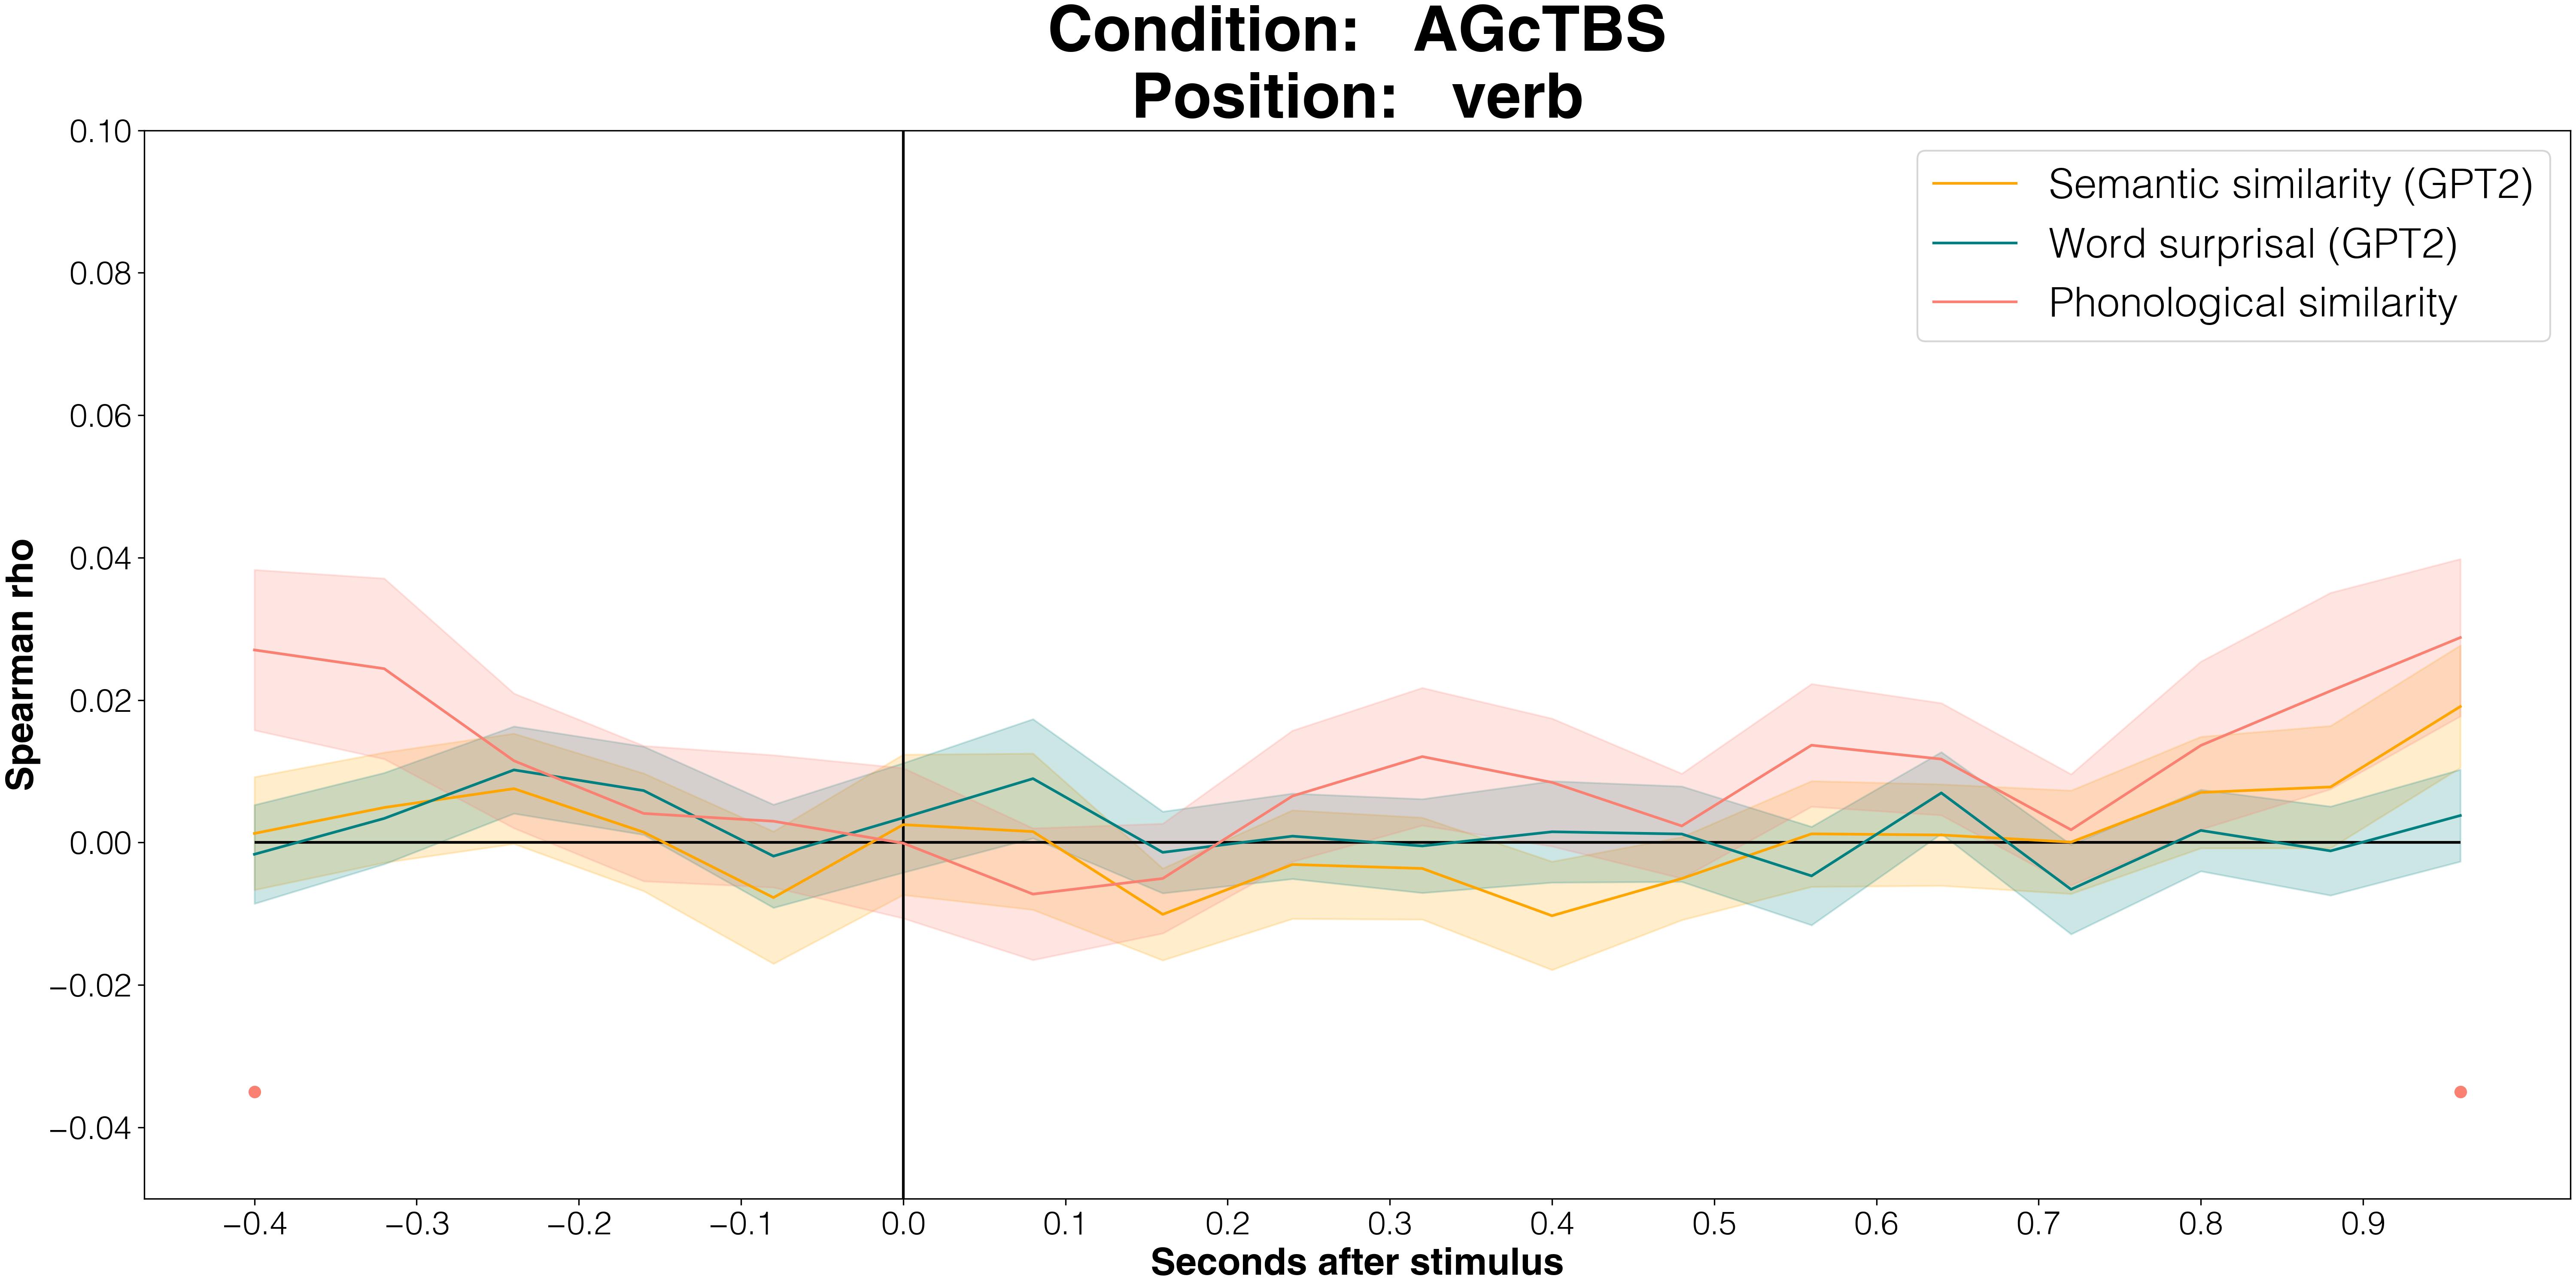 Condition: AGcTBS
Position: verb
0.10
0.08
0.06
0.04
0.02
0.00
−0.02
−0.04
Spearman rho
Semantic similarity (GPT2)
Word surprisal (GPT2)
Phonological similarity
−0.4 −0.3 −0.2 −0.1 0.0 0.1 0.2 0.3 0.4 0.5 0.6 0.7 0.8 0.9
Seconds after stimulus